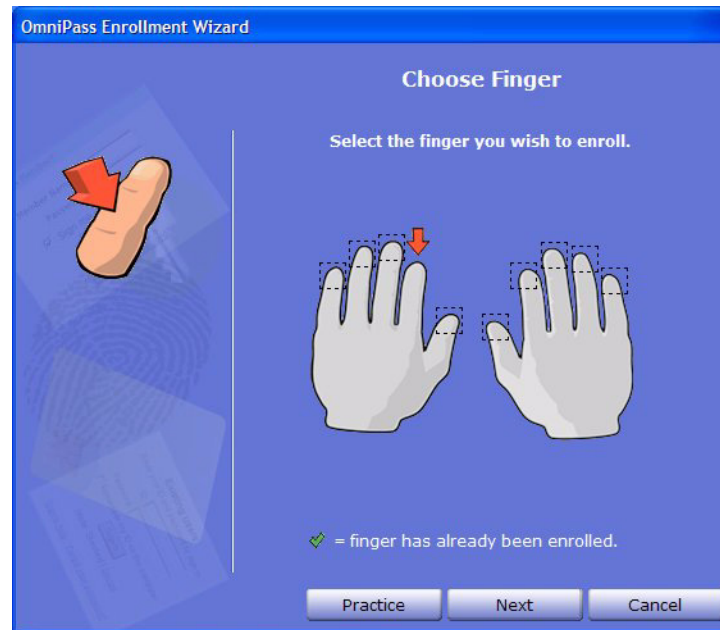 OmniPass Enrollment Wizard
Choose Finger
Select the finger you wish to enroll.
= finger has already been enrolled.
Practice
Next
Cancel